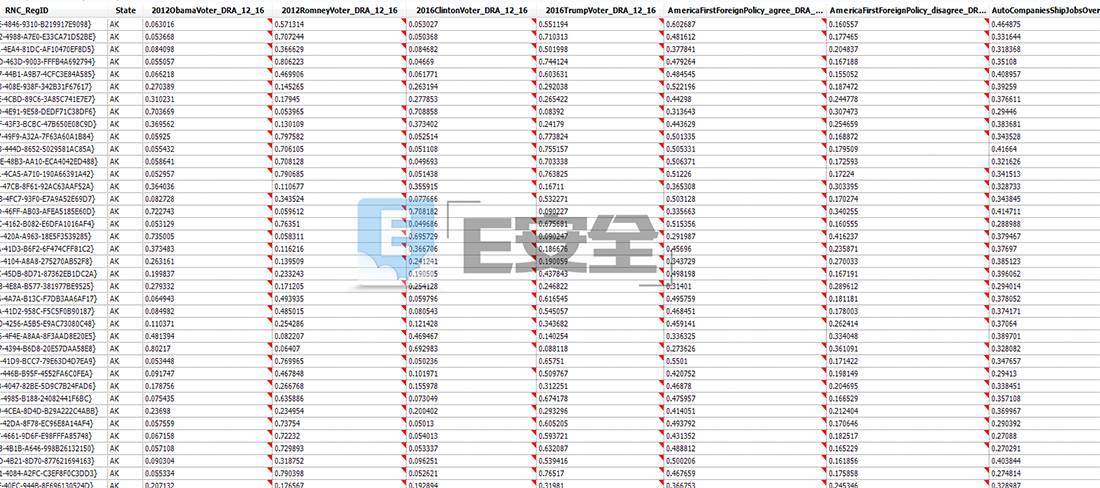 RNC_RegID State 2012ObamaVoter_DRA_12_16 2012RomneyVoter_DRA_12_16 2016ClintonVoter_DRA_12_16 2016TrumpVoter_DRA_12_16 AmericaFirstForeignPolicy_agree_DRA_... AmericaFirstForeignPolicy_disagree_DR... AutoCompaniesShipJobsOver
E-4846-9310-B219917E9098} AK 0.063016 0.571314 0.053027 0.551194 0.602687 0.160557 0.464875
2-4988-A7E0-E33CA71D52BE} AK 0.053668 0.707244 0.050368 0.710313 0.481612 0.177465 0.331644
-4EA4-81DC-AF10470EF8D5} AK 0.084098 0.366629 0.084682 0.501998 0.377841 0.204837 0.318368
D-463D-9003-FFFB4A692794} AK 0.055057 0.806223 0.04669 0.744124 0.479264 0.167188 0.35108
-44B1-A9B7-4CFC3E84A585} AK 0.066218 0.469906 0.061771 0.603631 0.484545 0.155052 0.408957
3-408E-938F-342B31F67617} AK 0.270389 0.145265 0.263194 0.292038 0.522196 0.187472 0.39259
E-4CBD-89C6-3A85C741E7E7} AK 0.310231 0.17945 0.277853 0.265422 0.44298 0.244778 0.376611
D-4E91-9E58-DEDF71C38DF6} AK 0.703669 0.053965 0.708858 0.08392 0.313643 0.307473 0.29446
F-43F3-BCBC-47B650E08C9D} AK 0.369562 0.130109 0.373402 0.24179 0.443629 0.254659 0.383681
-49F9-A32A-7F63A60A1B84} AK 0.05925 0.797582 0.052514 0.773824 0.501335 0.168872 0.343528
8-444D-8652-5029581AC85A} AK 0.055432 0.706105 0.051108 0.755157 0.505331 0.179509 0.41664
E-48B3-AA10-ECA4042ED488} AK 0.058641 0.708128 0.049693 0.703338 0.506371 0.172593 0.321626
1-4CA5-A710-190A66391A42} AK 0.052957 0.790685 0.051438 0.763825 0.51226 0.17224 0.341513
-47CB-8F61-92AC63AAF52A} AK 0.364036 0.110677 0.355915 0.16711 0.365308 0.303395 0.328733
8-4FC7-93F0-E7A9A52E69D7} AK 0.082728 0.343524 0.077666 0.532271 0.503128 0.170274 0.343845
D-46FF-AB03-AFEA5185E60D} AK 0.722743 0.059612 0.708182 0.090227 0.335663 0.340255 0.414711
C-4162-B082-E6DFA1016AF4} AK 0.053129 0.76351 0.049686 0.675681 0.515356 0.160555 0.288988
-420A-A963-18E5F3539285} AK 0.735005 0.058311 0.695729 0.090247 0.291987 0.416237 0.379467
-41D3-B6F2-6F474CFF81C2} AK 0.373483 0.116216 0.366706 0.186676 0.45696 0.235871 0.37697
-4104-A8A8-275270AB52F8} AK 0.263161 0.139509 0.241241 0.190059 0.343729 0.270033 0.385123
C-45DB-8D71-87362EB1DC2A} AK 0.199837 0.233243 0.190505 0.437843 0.498198 0.167191 0.396062
8-4E8A-B577-381977BE9525} AK 0.279332 0.171205 0.254128 0.246822 0.31401 0.289612 0.294014
-4A7A-B13C-F7DB3AA6AF17} AK 0.064943 0.493935 0.059796 0.616545 0.495759 0.181181 0.378052
-41D2-958C-F5C5F0B90187} AK 0.084982 0.485015 0.080543 0.545057 0.468451 0.178003 0.374171
D-4256-A5B5-E9AC73080C48} AK 0.110371 0.254286 0.121428 0.343682 0.459141 0.262414 0.37064
6-4F4E-A8AA-8F3AAD8E20E5} AK 0.481394 0.082207 0.469467 0.140254 0.336325 0.334048 0.389701
7-4394-B6D8-20E57DAA58E8} AK 0.80217 0.06407 0.692983 0.088118 0.273626 0.361091 0.328082
-41D9-BCC7-79E63D4D7EA9} AK 0.053448 0.769965 0.050236 0.65751 0.5501 0.171422 0.347657
-446B-B95F-4552FA6C0FEA} AK 0.091747 0.467848 0.101971 0.509767 0.420752 0.198149 0.29413
8-4047-82BE-5D9C7B24FAD6} AK 0.178756 0.266768 0.155978 0.312251 0.46878 0.204695 0.338451
-4985-B188-24082441F6BC} AK 0.075435 0.635886 0.073049 0.674178 0.475957 0.166529 0.357108
-4CEA-8D4D-B29A222C4ABB} AK 0.23698 0.234954 0.200402 0.293296 0.414051 0.212404 0.369967
-42DA-8F78-EC96E8A14AF4} AK 0.057559 0.73754 0.05013 0.605205 0.493792 0.170646 0.290392
7-4661-9D6F-E98FFFA85748} AK 0.067158 0.72232 0.054013 0.593721 0.431352 0.182517 0.27088
B-4B1B-A646-998B26132150} AK 0.057108 0.729893 0.053337 0.632087 0.488812 0.165229 0.270291
D-4B21-8D70-877621694163} AK 0.090304 0.318752 0.096251 0.539416 0.500206 0.161856 0.403844
1-4084-A2FC-C3EF8F0C3DD3} AK 0.055334 0.790398 0.052621 0.76517 0.467659 0.175858 0.274814
E-40FC-944B-8F696130524D} AK 0.207132 0.176567 0.192894 0.31981 0.366753 0.245346 0.328987
E安全